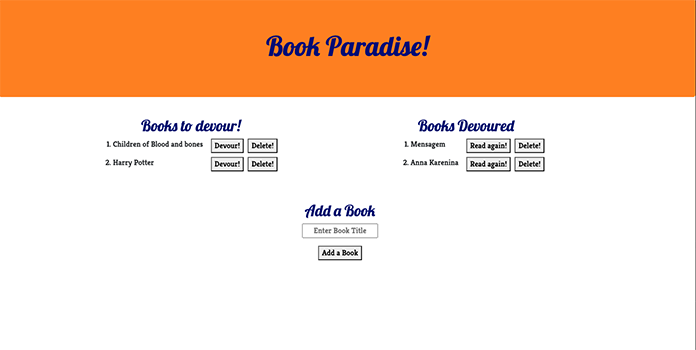 Book Paradise!
Books to devour!
1. Children of Blood and bones Devour! Delete!
2. Harry Potter Devour! Delete!
Books Devoured
1. Mensagem Read again! Delete!
2. Anna Karenina Read again! Delete!
Add a Book
Enter Book Title
Add a Book